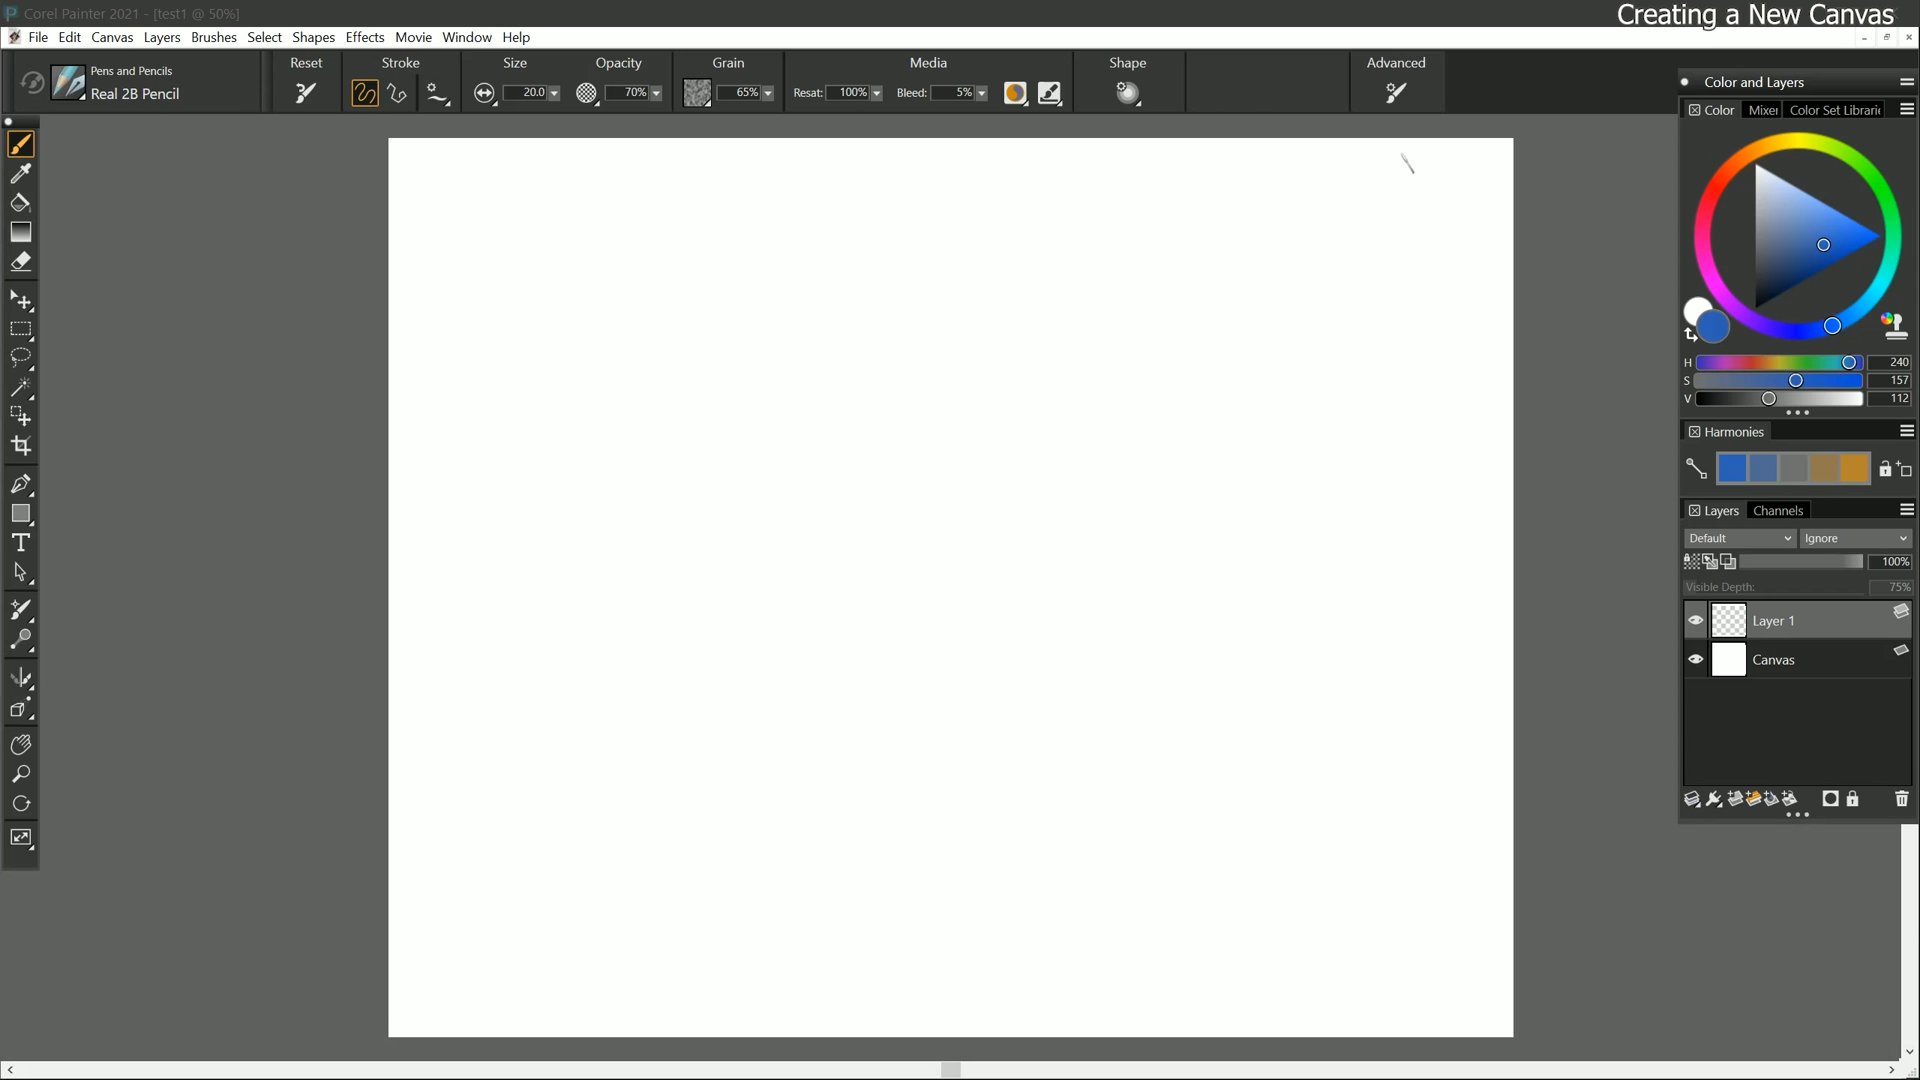 Corel Painter 2021 - [test1 @ 50%]
Creating a New Canvas
File Edit Canvas Layers Brushes Select Shapes Effects Movie Window Help
Reset Stroke Size Opacity Grain Media Shape Advanced
Pens and Pencils
Real 2B Pencil
20.0 70% 65% Resat: 100% Bleed: 5%
Color and Layers
Color Mixer Color Set Librarie
H 240
S 157
V 112
Harmonies
Layers Channels
Default Ignore
100%
Visible Depth: 75%
Layer 1
Canvas
T